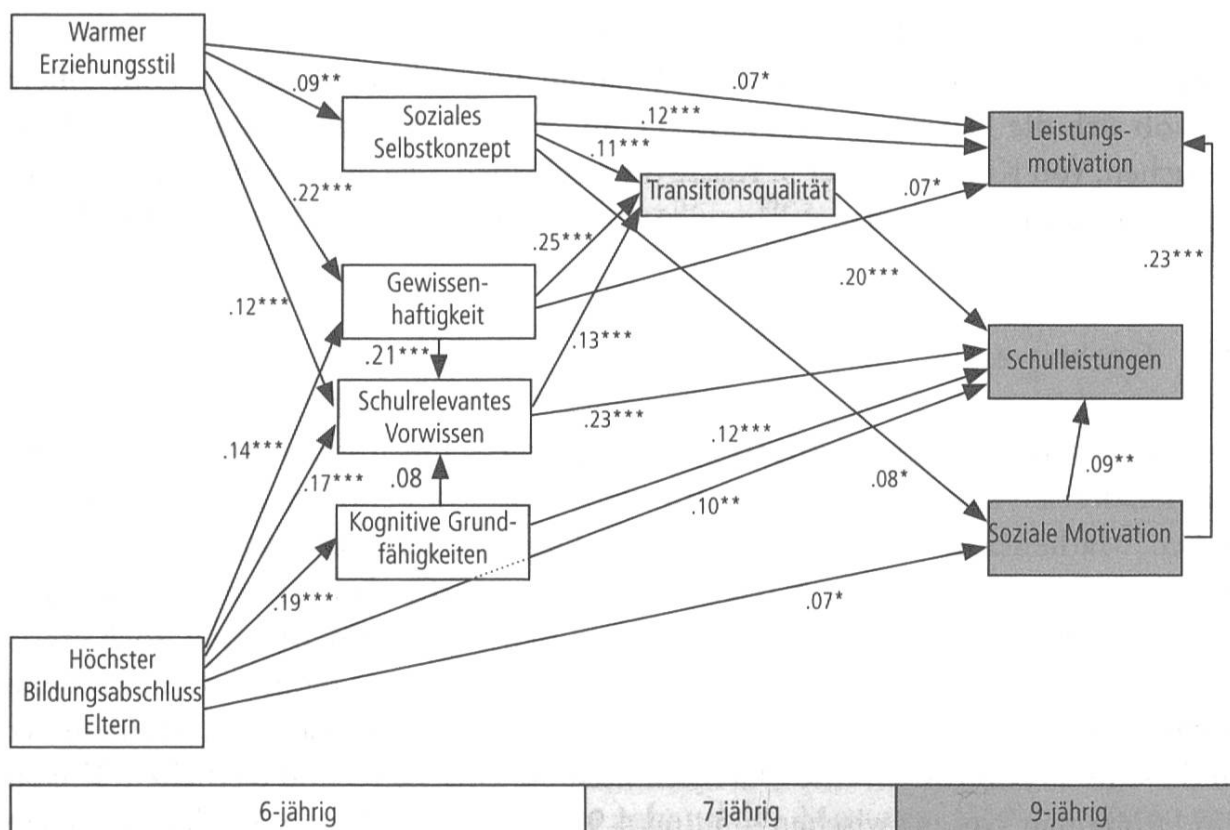 Warmer
Erziehungsstil
.09**
.07*
Soziales
Selbstkonzept
.12***
Leistungs-
motivation
.11***
Transitionsqualität
.22***
.07*
.25***
.23***
Gewissen-
haftigkeit
.20***
.12***
.21***
.13***
Schulleistungen
Schulrelevantes
Vorwissen
.23***
.12***
.14***
.17***
.08
.08*
.09**
.10**
Kognitive Grund-
fähigkeiten
Soziale Motivation
.19***
.07*
Höchster
Bildungsabschluss
Eltern
6-jährig
7-jährig
9-jährig